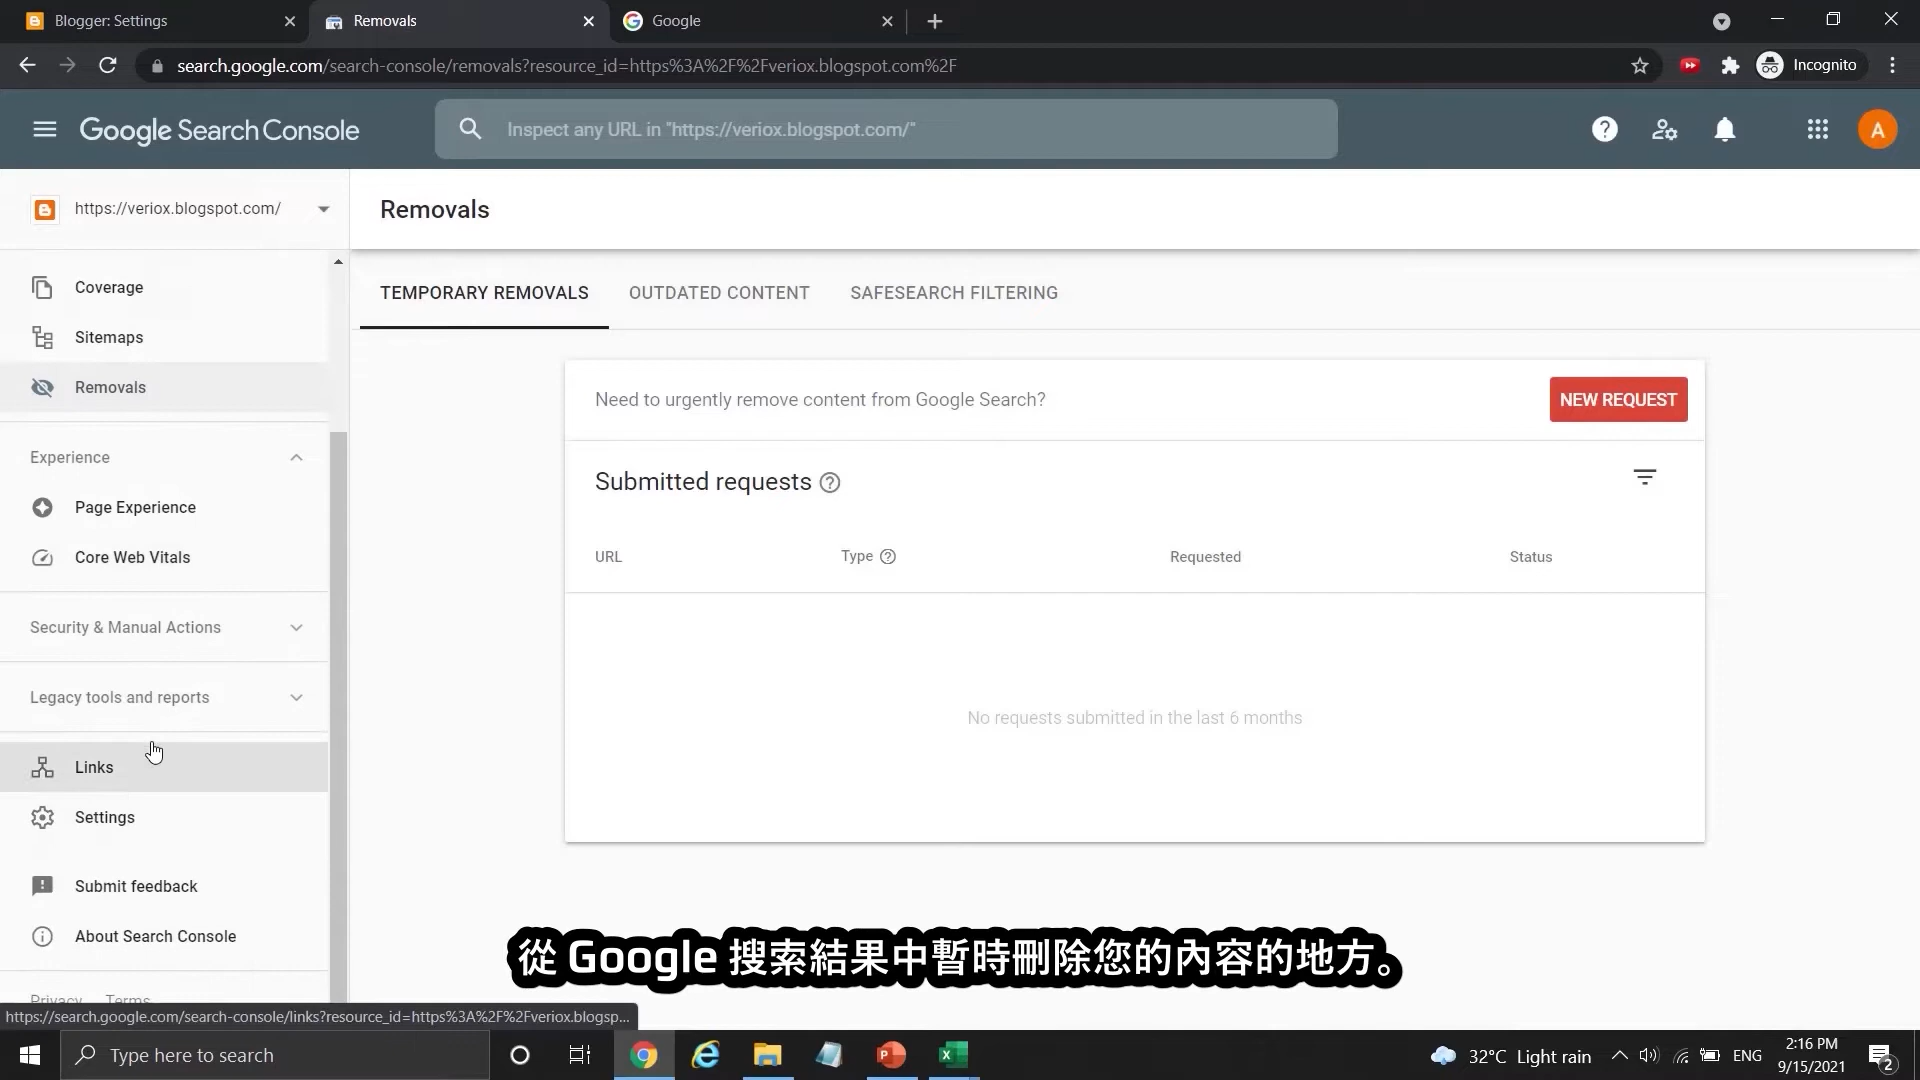 Blogger: Settings
Removals
Google
search.google.com/search-console/removals?resource_id=https%3A%2F%2Fveriox.blogspot.com%2F
Incognito
Google Search Console
Inspect any URL in "https://veriox.blogspot.com/"
A
https://veriox.blogspot.com/
Removals
Coverage
Sitemaps
Removals
Experience
Page Experience
Core Web Vitals
Security & Manual Actions
Legacy tools and reports
Links
Settings
Submit feedback
About Search Console
Privacy Terms
TEMPORARY REMOVALS
OUTDATED CONTENT
SAFESEARCH FILTERING
Need to urgently remove content from Google Search?
NEW REQUEST
Submitted requests
URL
Type
Requested
Status
No requests submitted in the last 6 months
從 Google 搜索結果中暫時刪除您的內容的地方。
https://search.google.com/search-console/links?resource_id=https%3A%2F%2Fveriox.blogsp...
Type here to search
32°C Light rain
ENG
2:16 PM
9/15/2021
2